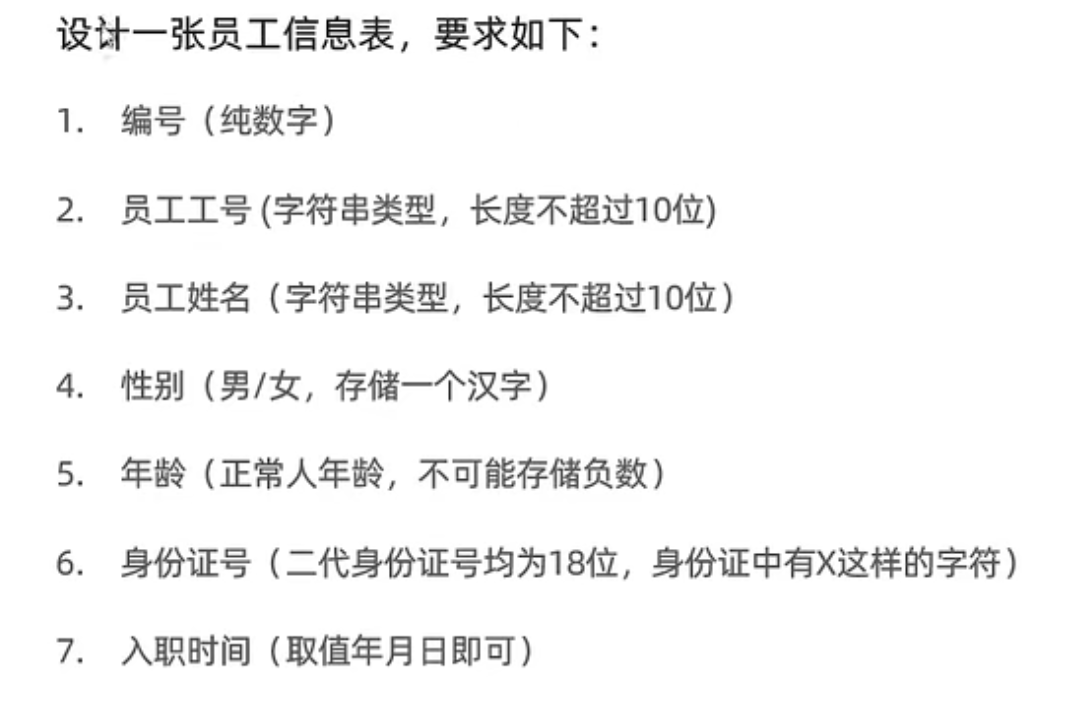 设计一张员工信息表，要求如下：
1. 编号（纯数字）
2. 员工工号 (字符串类型，长度不超过10位)
3. 员工姓名（字符串类型，长度不超过10位）
4. 性别（男/女，存储一个汉字）
5. 年龄（正常人年龄，不可能存储负数）
6. 身份证号（二代身份证号均为18位，身份证中有X这样的字符）
7. 入职时间（取值年月日即可）